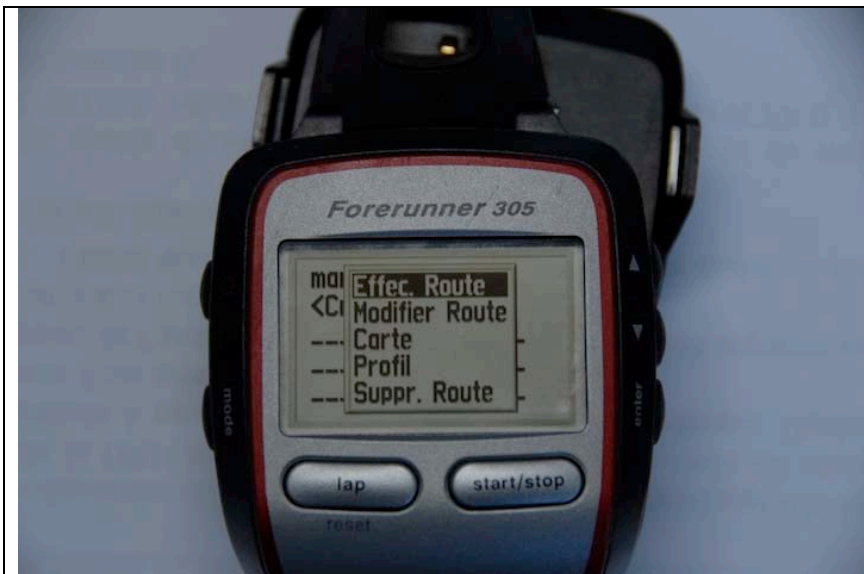 Forerunner 305
Effec. Route
Modifier Route
Carte
Profil
Suppr. Route
mode
enter
lap
start/stop
reset